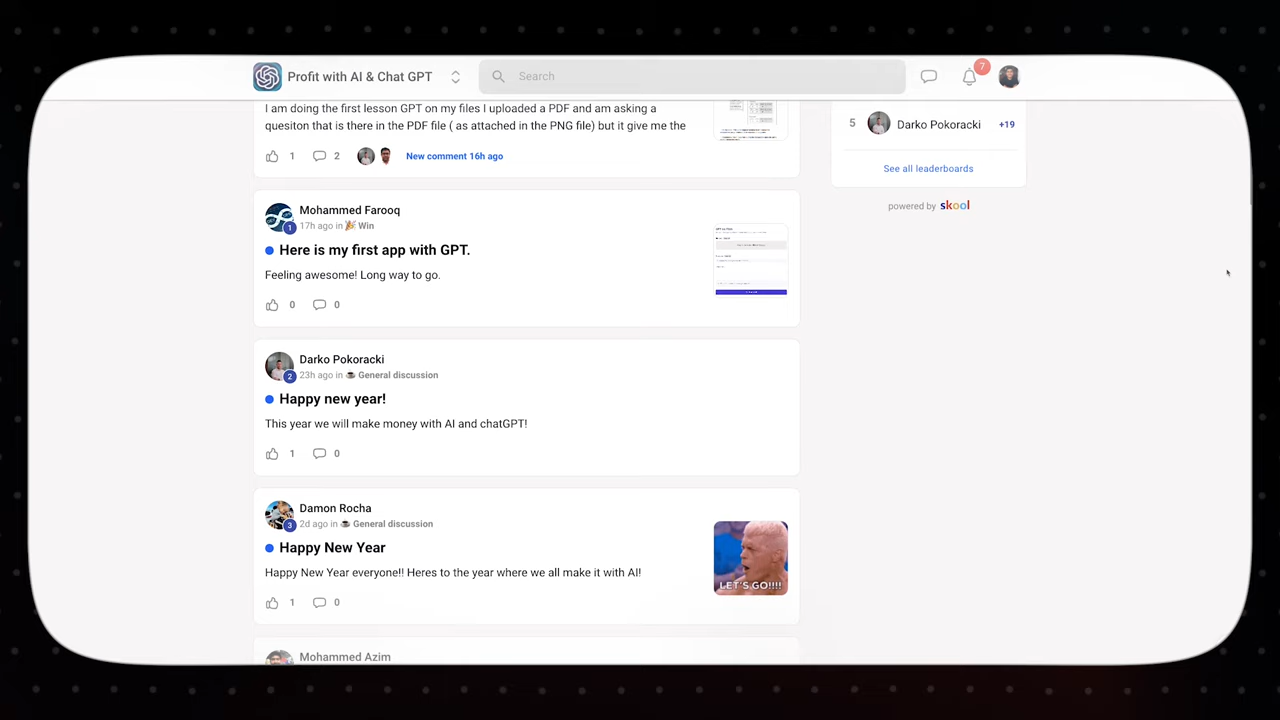 Profit with AI & Chat GPT
Search
7
I am doing the first lesson GPT on my files I uploaded a PDF and am asking a
quesiton that is there in the PDF file ( as attached in the PNG file) but it give me the
1 2 New comment 16h ago
5 Darko Pokoracki +19
See all leaderboards
powered by skool
Mohammed Farooq
1
17h ago in 🎉 Win
Here is my first app with GPT.
Feeling awesome! Long way to go.
0 0
Darko Pokoracki
2
23h ago in ☕ General discussion
Happy new year!
This year we will make money with AI and chatGPT!
1 0
Damon Rocha
3
2d ago in ☕ General discussion
Happy New Year
Happy New Year everyone!! Heres to the year where we all make it with AI!
LET'S GO!!!!
1 0
Mohammed Azim